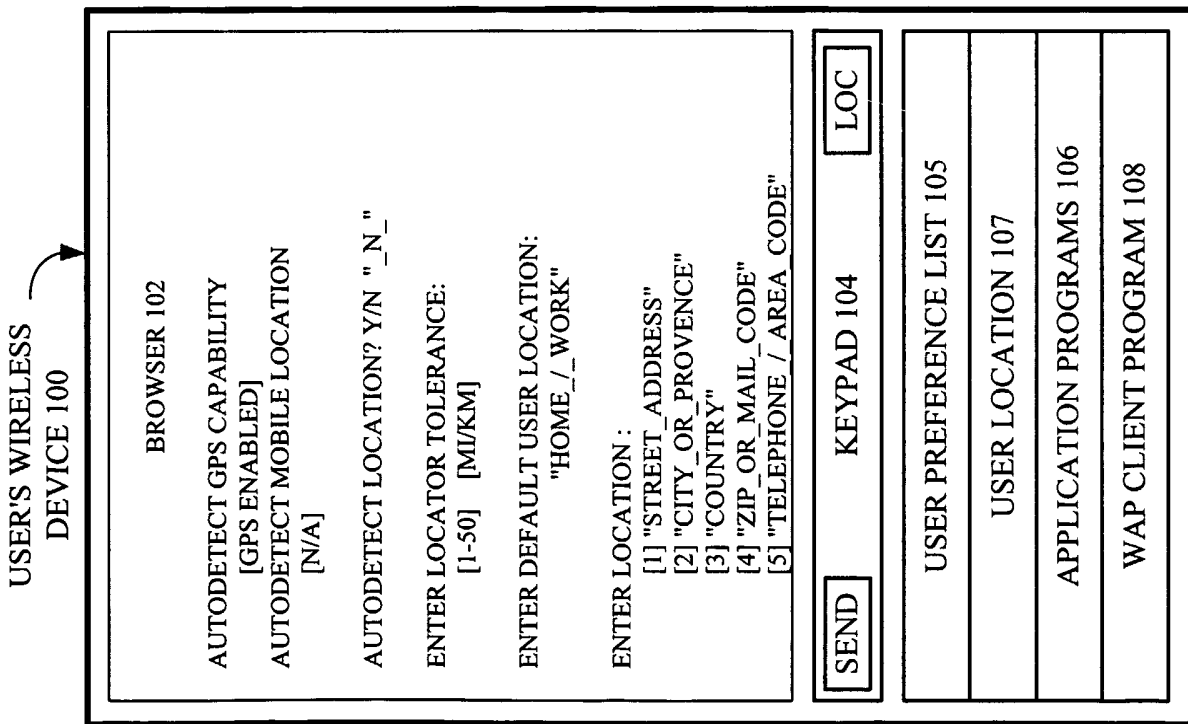 USER'S WIRELESS
DEVICE 100
BROWSER 102
AUTODETECT GPS CAPABILITY
[GPS ENABLED]
AUTODETECT MOBILE LOCATION
[N/A]
AUTODETECT LOCATION? Y/N "_N_"
ENTER LOCATOR TOLERANCE:
[1-50] [MI/KM]
ENTER DEFAULT USER LOCATION:
"HOME_/_WORK"
ENTER LOCATION :
[1] "STREET_ADDRESS"
[2] "CITY_OR_PROVENCE"
[3] "COUNTRY"
[4] "ZIP_OR_MAIL_CODE"
[5] "TELEPHONE / AREA_CODE"
SEND KEYPAD 104 LOC
USER PREFERENCE LIST 105
USER LOCATION 107
APPLICATION PROGRAMS 106
WAP CLIENT PROGRAM 108